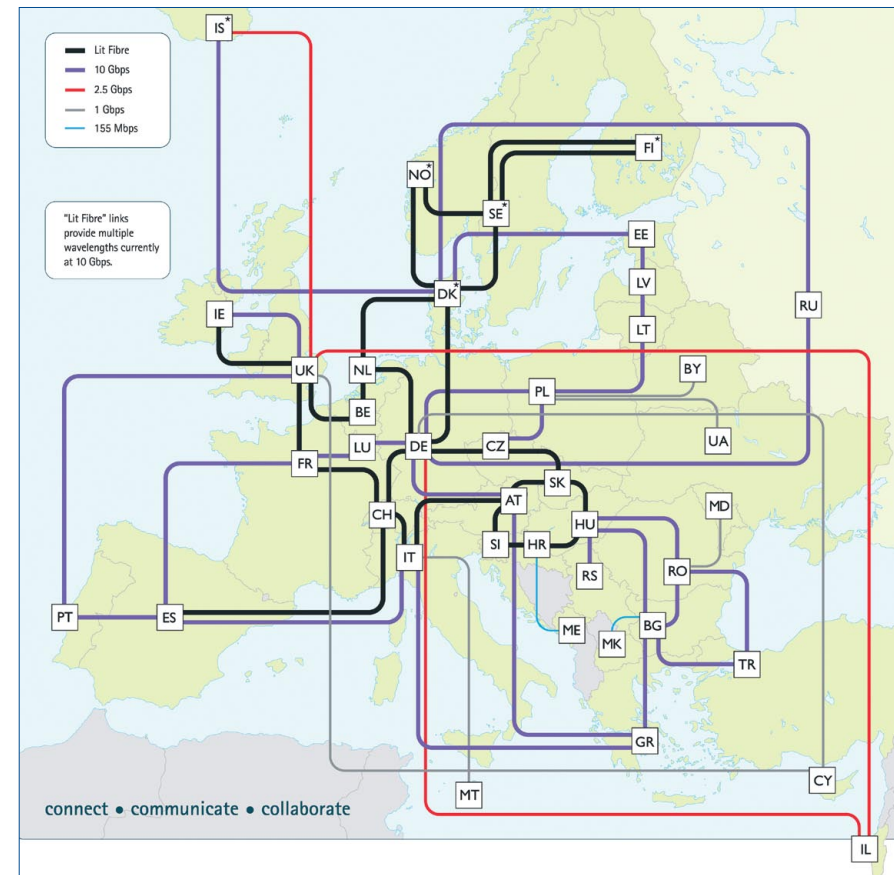 IS*
Lit Fibre
10 Gbps
2.5 Gbps
1 Gbps
155 Mbps
"Lit Fibre" links
provide multiple
wavelengths currently
at 10 Gbps.
FI*
NO*
SE*
EE
DK*
LV
RU
IE
LT
UK
NL
BY
PL
BE
UA
LU
DE
CZ
FR
SK
AT
MD
CH
HU
SI
HR
IT
RS
RO
PT
ES
ME
MK
BG
TR
GR
CY
MT
connect • communicate • collaborate
IL